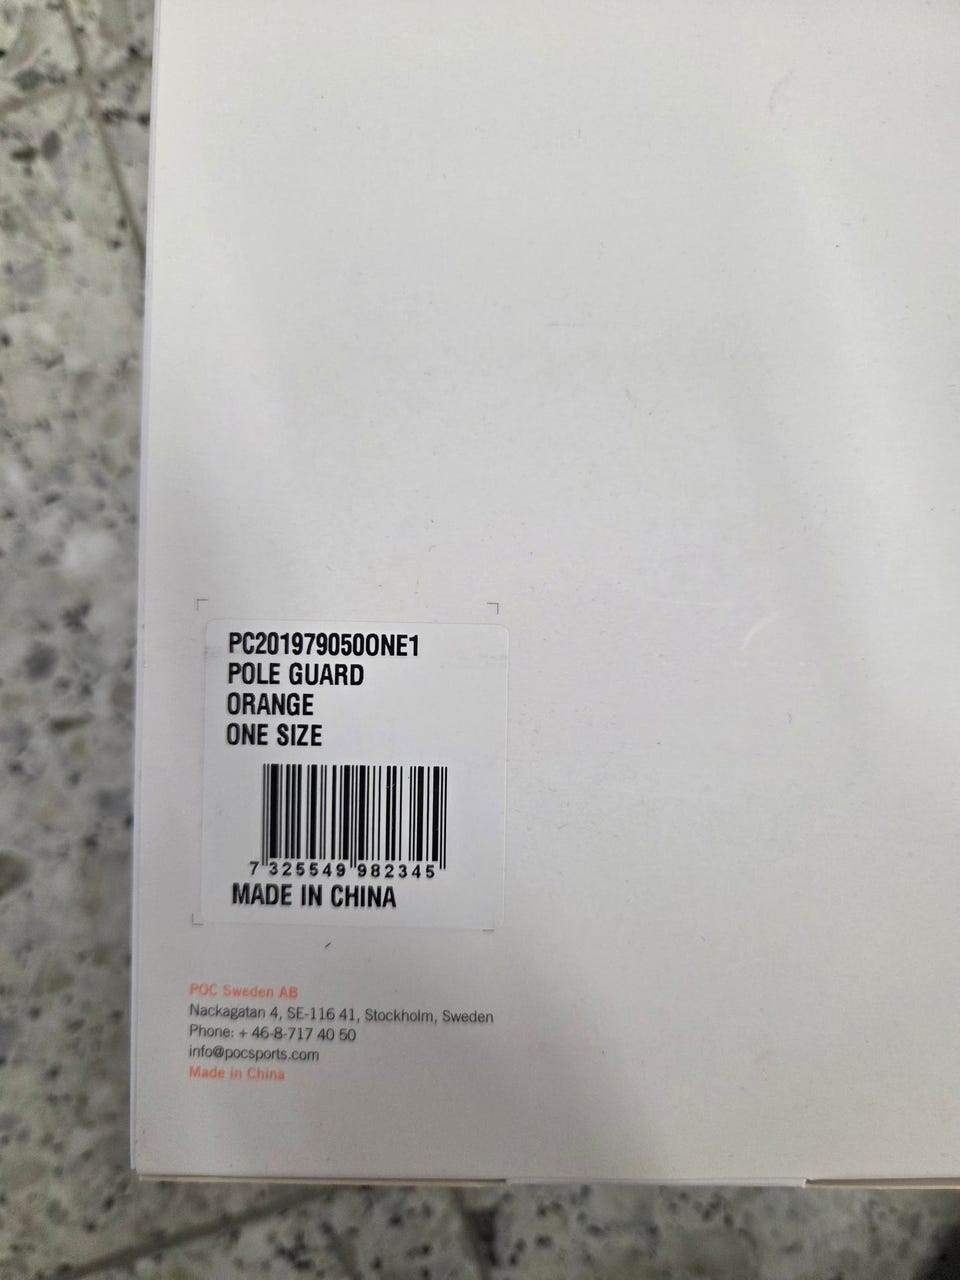 PC201979050ONE1
POLE GUARD
ORANGE
ONE SIZE
7 325549 982345
MADE IN CHINA
POC Sweden AB
Nackagatan 4, SE-116 41, Stockholm, Sweden
Phone: + 46-8-717 40 50
info@pocsports.com
Made in China